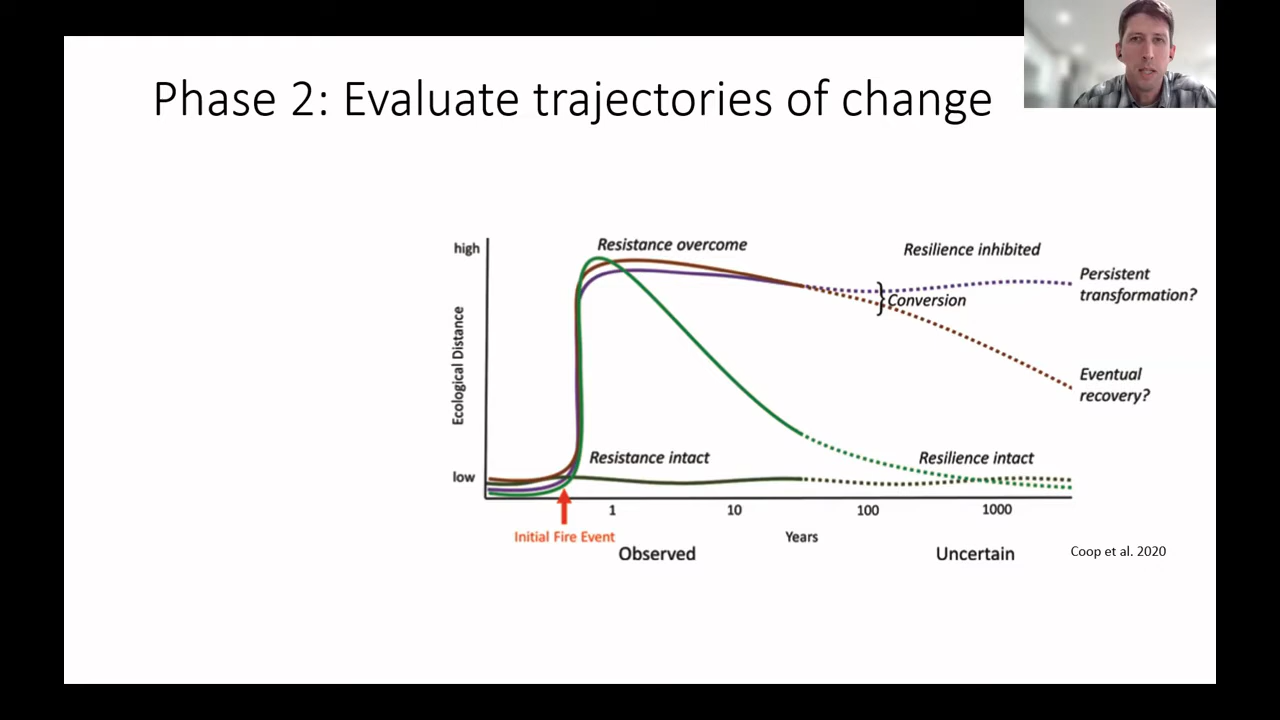 Phase 2: Evaluate trajectories of change
high
Resistance overcome
Resilience inhibited
Persistent
transformation?
Conversion
Ecological Distance
Eventual
recovery?
Resistance intact
Resilience intact
low
1
10
100
1000
Initial Fire Event
Years
Observed
Uncertain
Coop et al. 2020